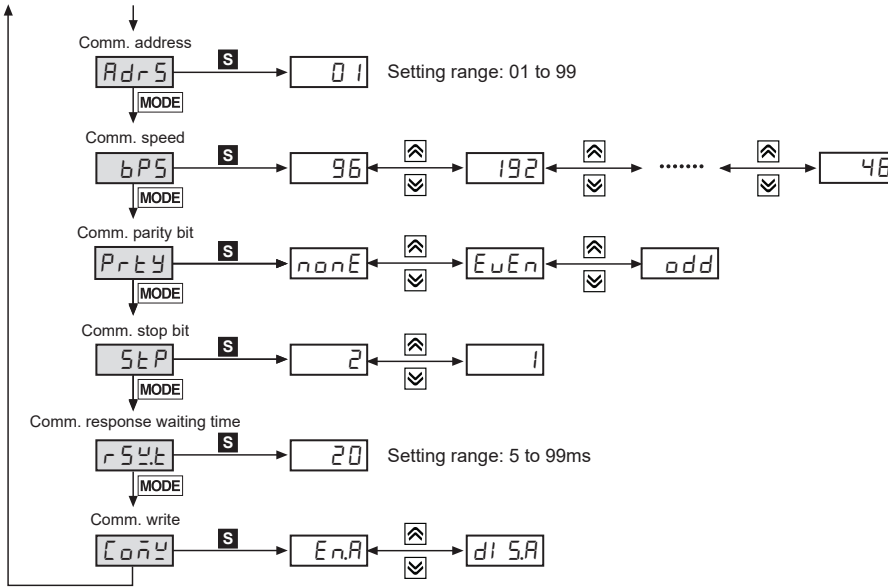 Comm. address
AdrS S 01 Setting range: 01 to 99
MODE
Comm. speed
bPS S 96 192 ....... 48
MODE
Comm. parity bit
PrtY S nonE EvEn odd
MODE
Comm. stop bit
StP S 2 1
MODE
Comm. response waiting time
rSW.t S 20 Setting range: 5 to 99ms
MODE
Comm. write
ComW S En.A dI S.A